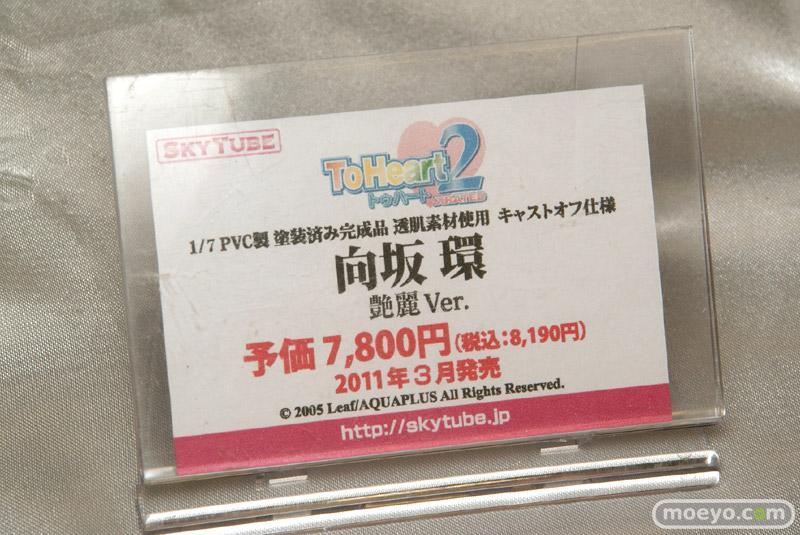 SKYTUBE
ToHeart2
トゥハート
1/7 PVC製 塗装済み完成品 透肌素材使用 キャストオフ仕様
向坂 環
艶麗 Ver.
予価 7,800円(税込:8,190円)
2011年3月発売
© 2005 Leaf/AQUAPLUS All Rights Reserved.
http://skytube.jp
moeyo.com